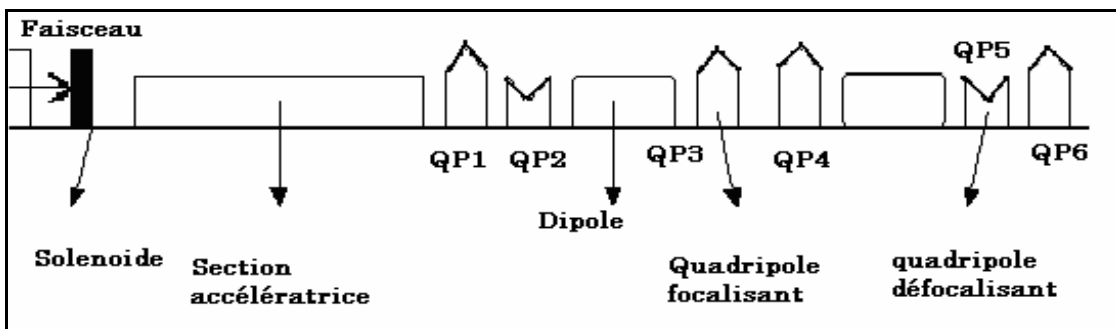 Faisceau
QP5
QP1
QP2
QP3
QP4
QP6
Dipole
Solenoide
Section
accélératrice
Quadripole
focalisant
quadripole
défocalisant